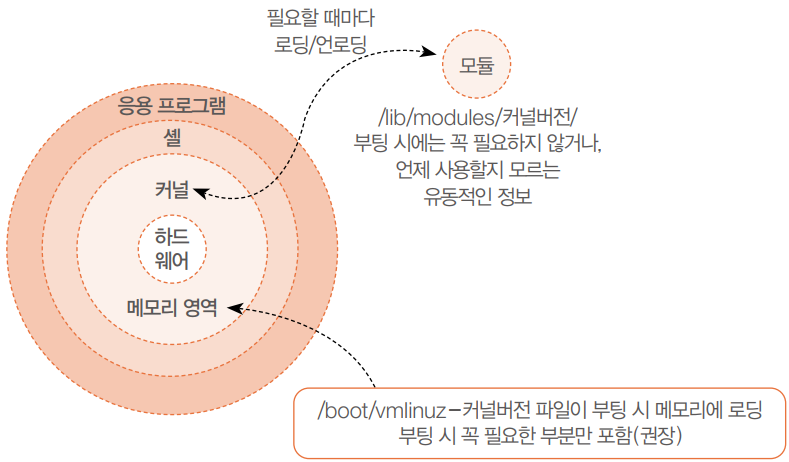 필요할 때마다
로딩/언로딩
모듈
응용 프로그램
/lib/modules/커널버전/
셸
부팅 시에는 꼭 필요하지 않거나,
언제 사용할지 모르는
커널
유동적인 정보
하드
웨어
메모리 영역
/boot/vmlinuz-커널버전 파일이 부팅 시 메모리에 로딩
부팅 시 꼭 필요한 부분만 포함(권장)